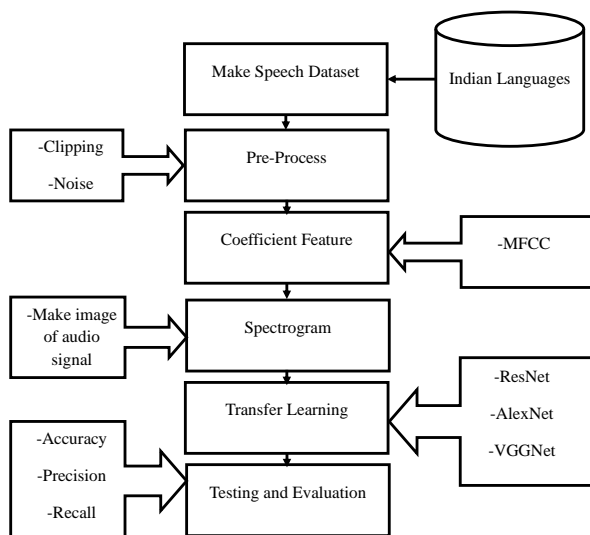 Make Speech Dataset
Indian Languages
-Clipping
-Noise
Pre-Process
Coefficient Feature
-MFCC
-Make image
of audio
signal
Spectrogram
Transfer Learning
-ResNet
-AlexNet
-VGGNet
-Accuracy
-Precision
-Recall
Testing and Evaluation